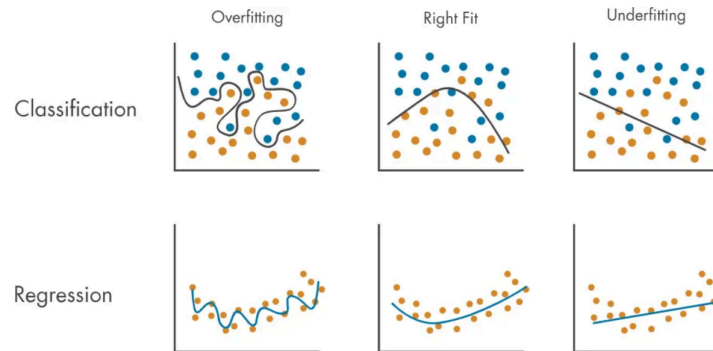 Overfitting
Right Fit
Underfitting
Classification
Regression